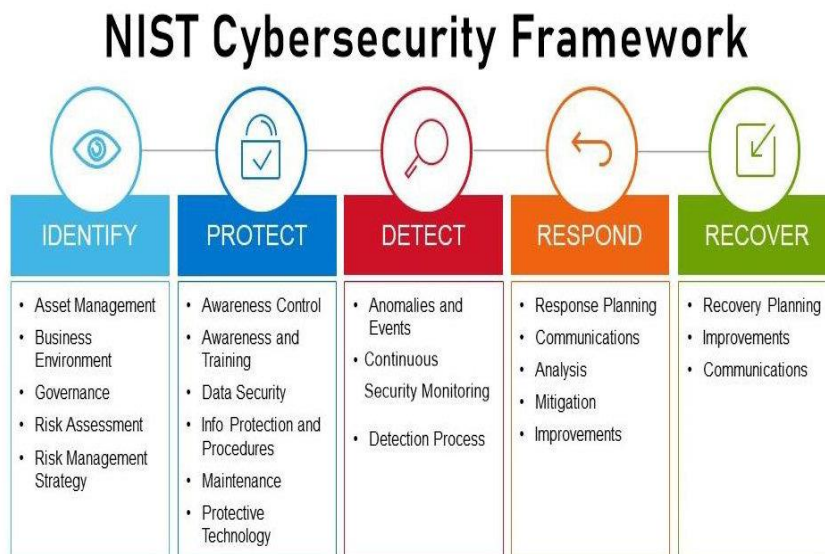 NIST Cybersecurity Framework
IDENTIFY
• Asset Management
• Business
Environment
• Governance
• Risk Assessment
• Risk Management
Strategy
PROTECT
• Awareness Control
• Awareness and
Training
• Data Security
• Info Protection and
Procedures
• Maintenance
• Protective
Technology
DETECT
• Anomalies and
Events
• Continuous
Security Monitoring
• Detection Process
RESPOND
• Response Planning
• Communications
• Analysis
• Mitigation
• Improvements
RECOVER
• Recovery Planning
• Improvements
• Communications